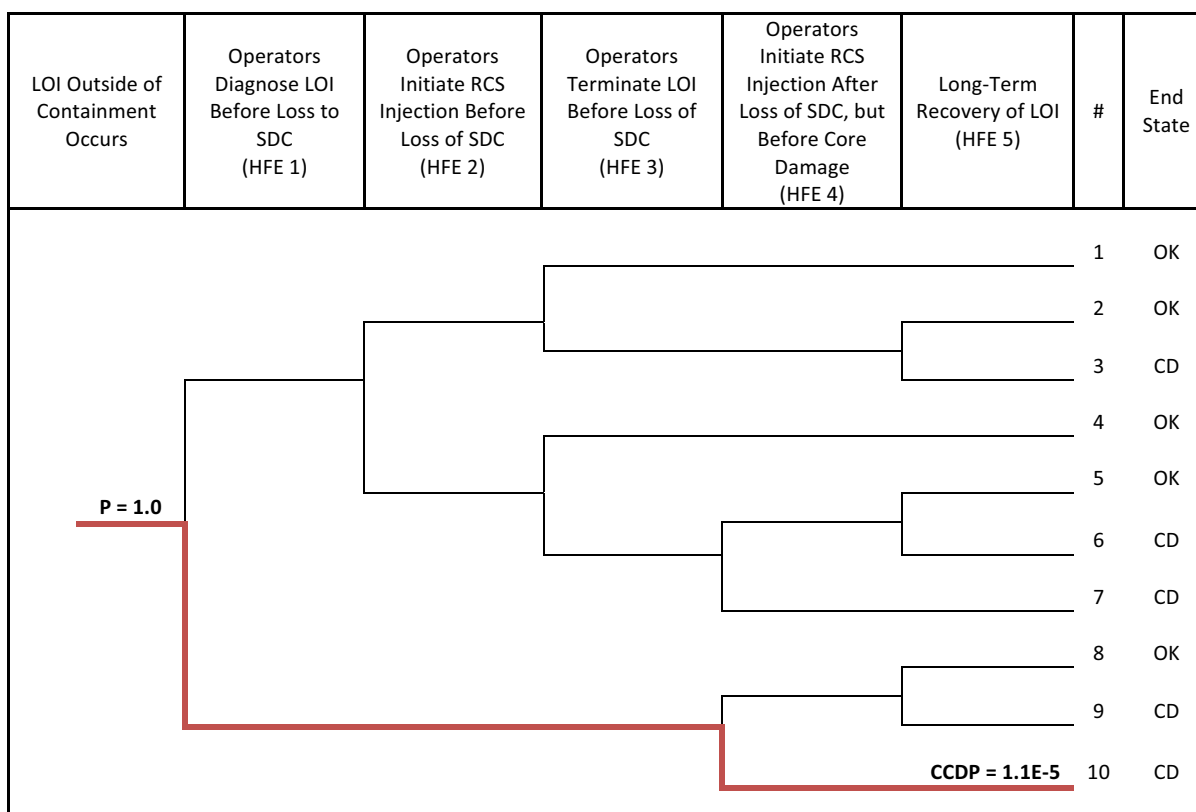 LOI Outside of
Containment
Occurs
Operators
Diagnose LOI
Before Loss to
SDC
(HFE 1)
Operators
Initiate RCS
Injection Before
Loss of SDC
(HFE 2)
Operators
Terminate LOI
Before Loss of
SDC
(HFE 3)
Operators
Initiate RCS
Injection After
Loss of SDC, but
Before Core
Damage
(HFE 4)
Long-Term
Recovery of LOI
(HFE 5)
#
End
State
1 OK
2 OK
3 CD
4 OK
5 OK
P = 1.0
6 CD
7 CD
8 OK
9 CD
CCDP = 1.1E-5 10 CD